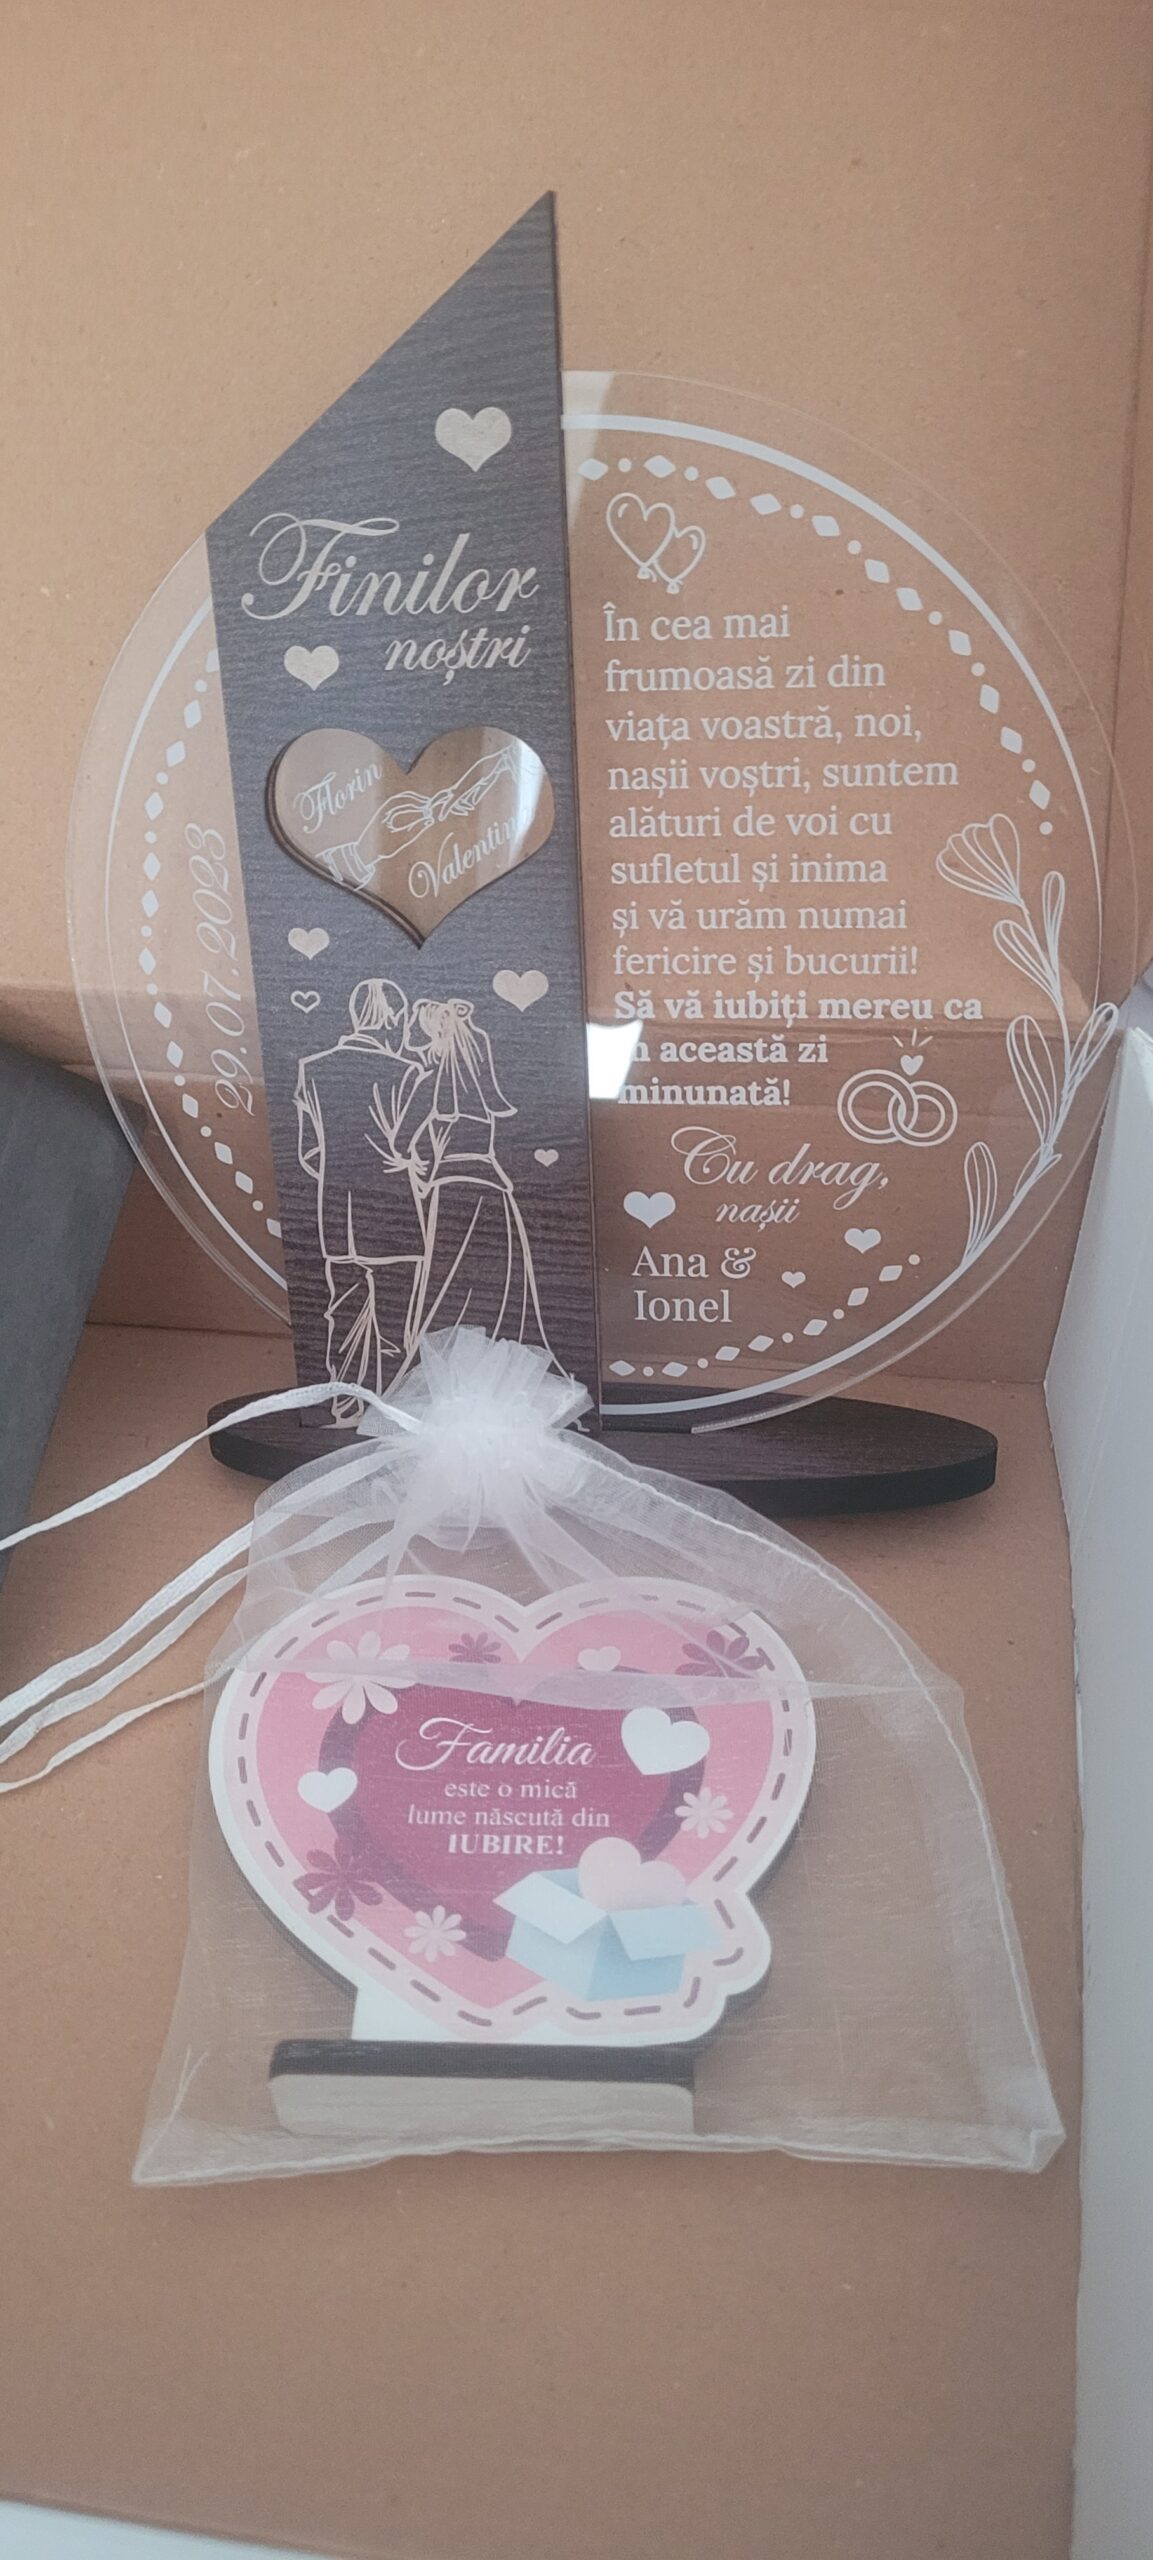 Finilor
noștri
Florin
29.07.2023
În cea mai
frumoasă zi din
viața voastră, noi,
nașii voștri, suntem
alături de voi cu
sufletul și inima
și vă urăm numai
fericire și bucurii!
Să vă iubiți mereu ca
această zi
minunată!
Cu drag,
nașii
Ana &
Ionel
Familia
este o mică
lume născută din
IUBIRE!